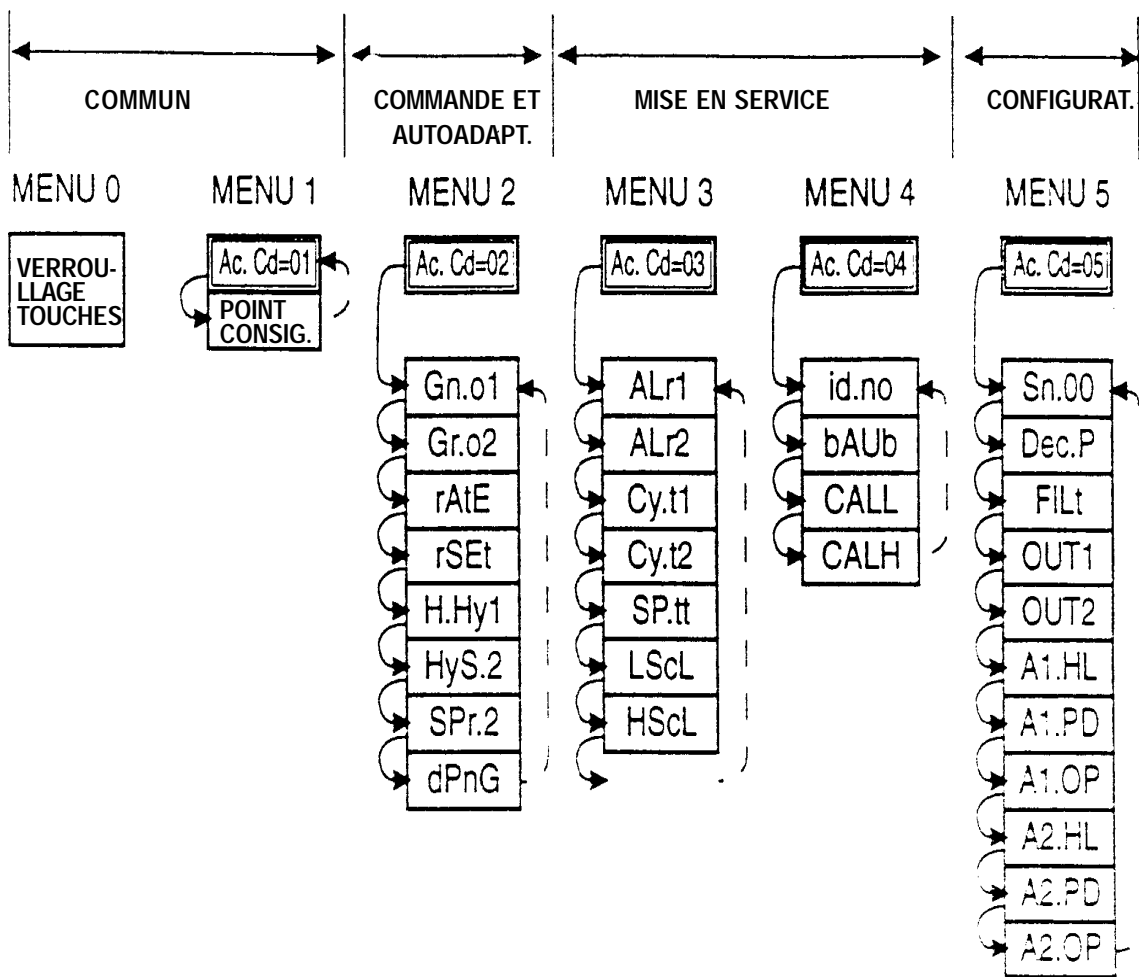 COMMUN
COMMANDE ET
AUTOADAPT.
MISE EN SERVICE
CONFIGURAT.
MENU 0
MENU 1
MENU 2
MENU 3
MENU 4
MENU 5
VERROU-
LLAGE
TOUCHES
Ac. Cd=01
POINT
CONSIG.
Ac. Cd=02
Gn.o1
Gr.o2
rAtE
rSEt
H.Hy1
HyS.2
SPr.2
dPnG
Ac. Cd=03
ALr1
ALr2
Cy.t1
Cy.t2
SP.tt
LScL
HScL
Ac. Cd=04
id.no
bAUb
CALL
CALH
Ac. Cd=05
Sn.00
Dec.P
FILt
OUT1
OUT2
A1.HL
A1.PD
A1.OP
A2.HL
A2.PD
A2.OP